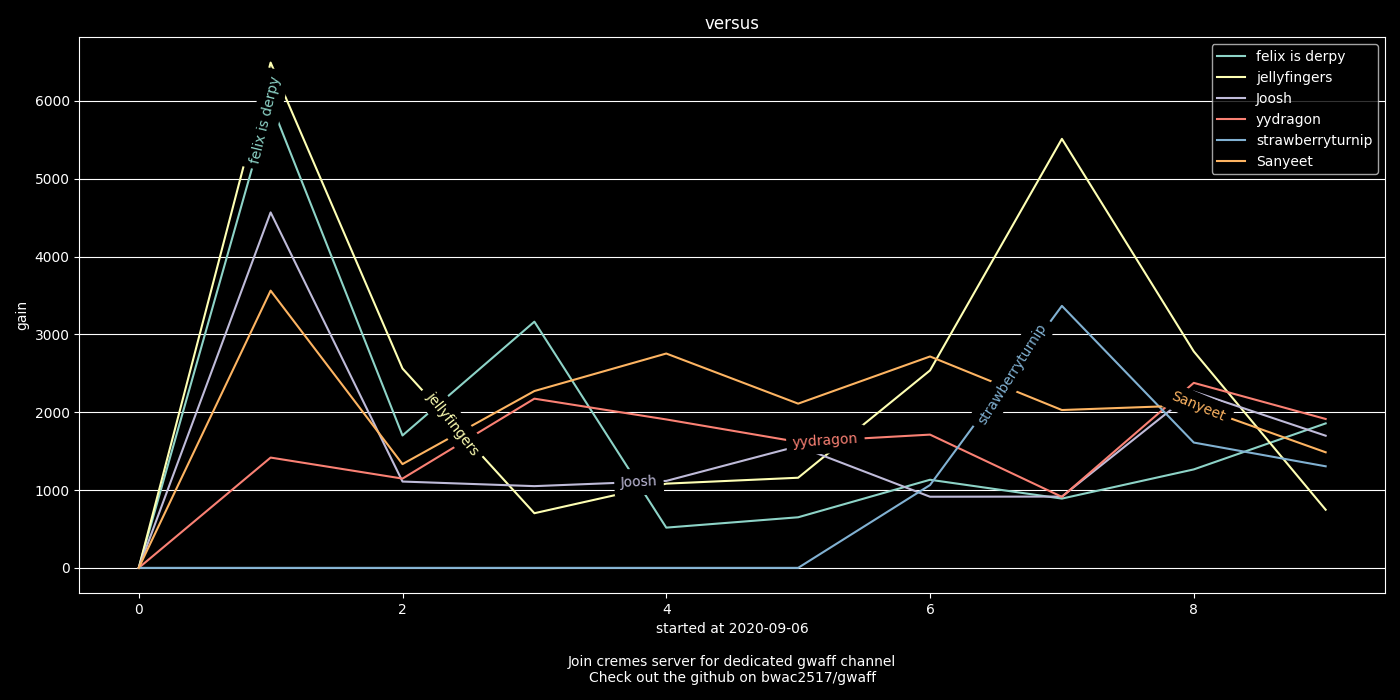 versus
felix is derpy
jellyfingers
Joosh
yydragon
strawberryturnip
Sanyeet
felix is derpy
jellyfingers
Joosh
yydragon
strawberryturnip
Sanyeet
gain
6000
5000
4000
3000
2000
1000
0
0 2 4 6 8
started at 2020-09-06
Join cremes server for dedicated gwaff channel
Check out the github on bwac2517/gwaff